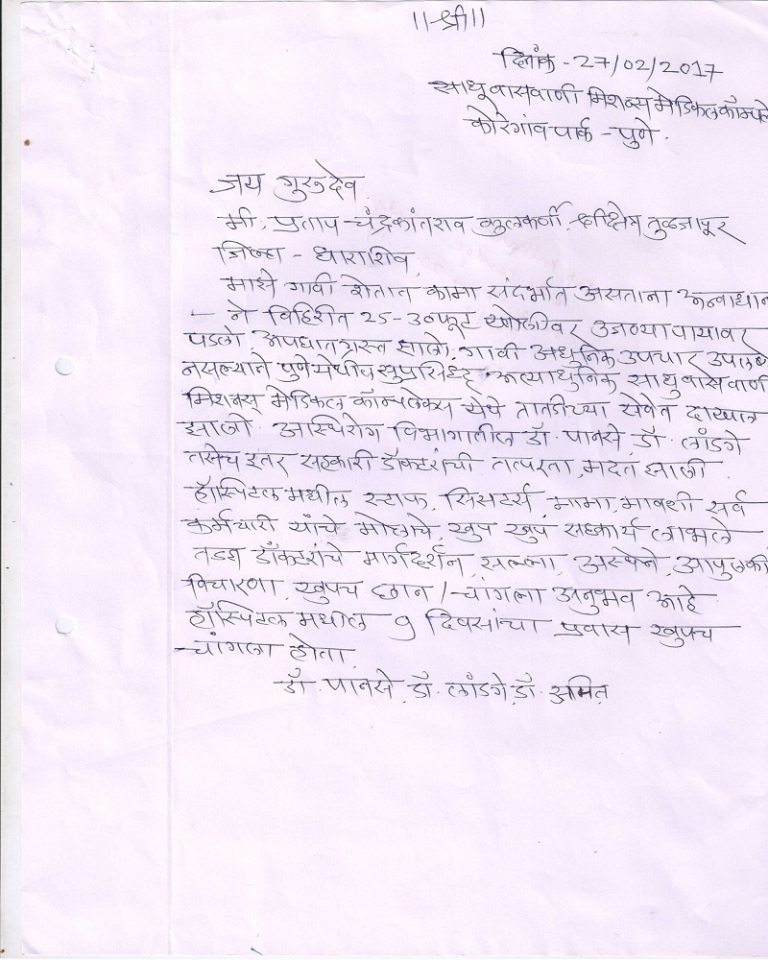 ॥श्री॥
दिनांक - 27/02/2017
साधू वासवाणी मिशन्स मेडिकल कॉम्प्ले
कोरेगांव पार्क - पुणे.
जय गुरुदेव
मी. प्रताप चंद्रकांतराव कुलकर्णी. श्रीक्षेत्र तुळजापूर
जिल्हा - धाराशिव
माझे गावी शेतात कामा संदर्भात असताना अनवधाना
- ने विहिरीत 25-30 फूट खोलीवर उजव्या पायावर
पडलो. अपघातग्रस्त झालो. गावी अधुनिक उपचार उपलब्ध
नसल्याने पुणे येथील सुप्रसिध्द अत्याधुनिक साधु वासवाणी
मिशन्स् मेडिकल कॉम्पलेक्स येथे तातडीच्या सेवेत दाखल
झालो. अस्थिरोग विभागातील डॉ. पानसे, डॉ. लोंडगे
तसेच इतर सहकारी डॉक्टरांची तत्परता, मदत झाली.
हॉस्पिटल मधील स्टाफ, सिस्टर्स, मामा, मावशी सर्व
कर्मचारी यांचे मोलाचे, खुप खुप सहकार्य लाभले
तज्ञ डॉक्टरांचे मार्गदर्शन, सल्ला, आस्थेने, आपुलकी
विचारणा, खुपच छान / चांगला अनुभव आहे
हॉस्पिटल मधील 9 दिवसांचा प्रवास खुपच
चांगला होता.
डॉ. पानसे, डॉ. लोंडगे, डॉ. अमित